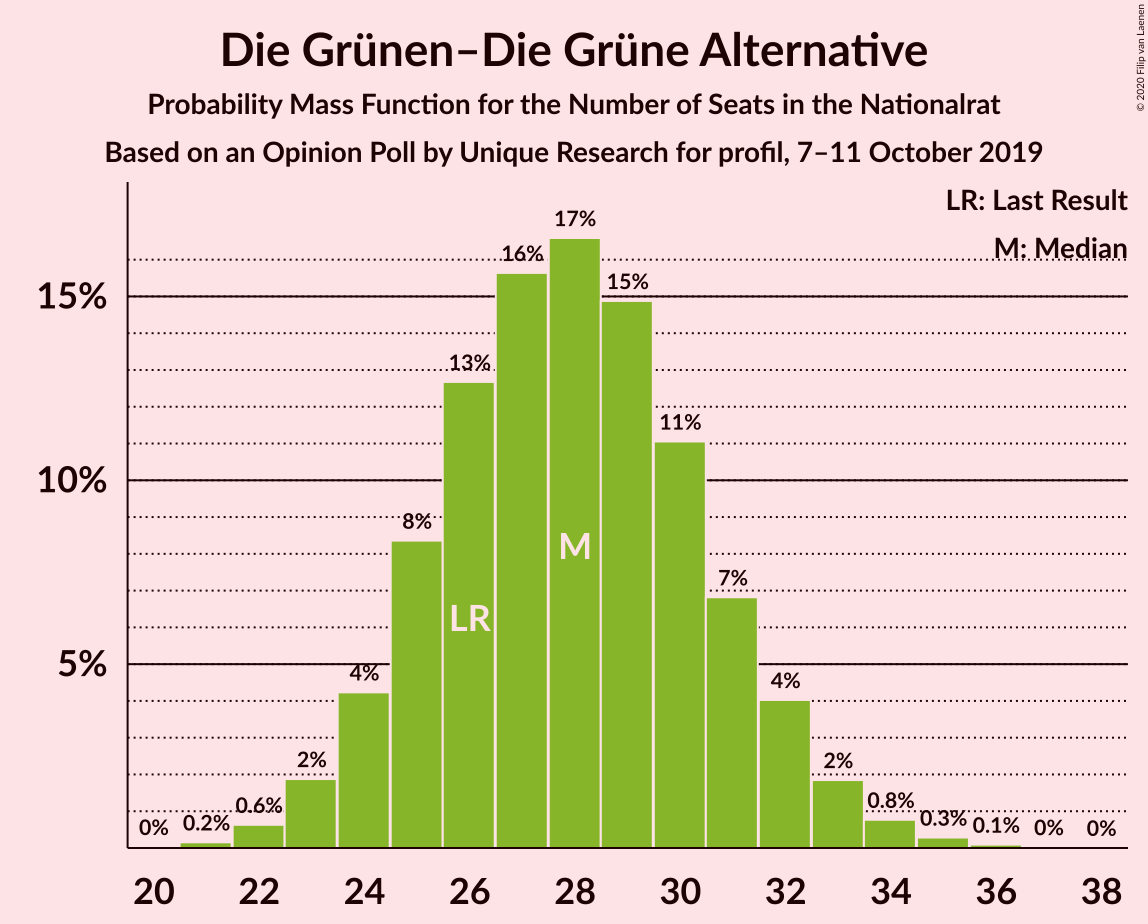 Die Grünen–Die Grüne Alternative
Probability Mass Function for the Number of Seats in the Nationalrat
Based on an Opinion Poll by Unique Research for profil, 7–11 October 2019
© 2020 Filip van Laenen
LR: Last Result
M: Median
15%
10%
5%
0%
0.2%
0.6%
2%
4%
8%
13%
16%
17%
15%
11%
7%
4%
2%
0.8%
0.3%
0.1%
0%
0%
LR
M
20 22 24 26 28 30 32 34 36 38